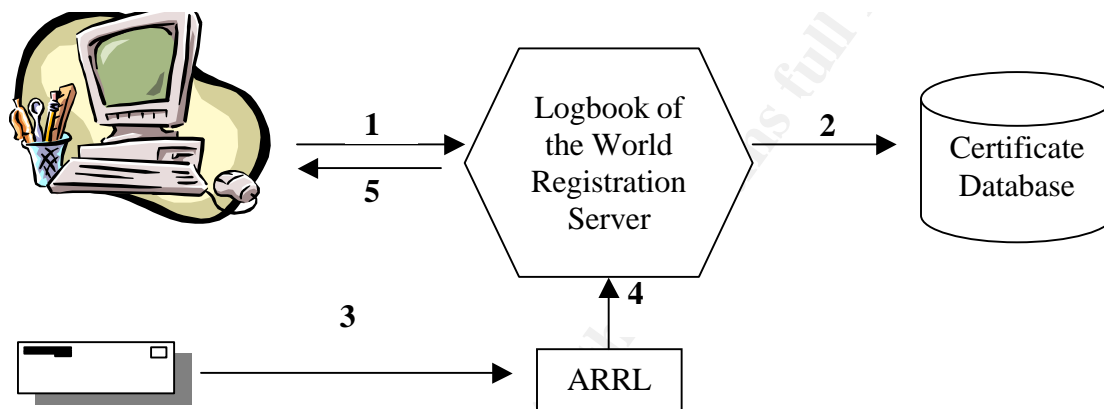 1
5
Logbook of
the World
Registration
Server
2
Certificate
Database
3
4
ARRL